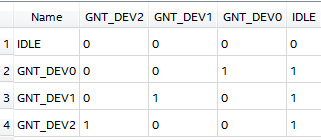 Name GNT_DEV2 GNT_DEV1 GNT_DEV0 IDLE
1 IDLE 0 0 0 0
2 GNT_DEV0 0 0 1 1
3 GNT_DEV1 0 1 0 1
4 GNT_DEV2 1 0 0 1